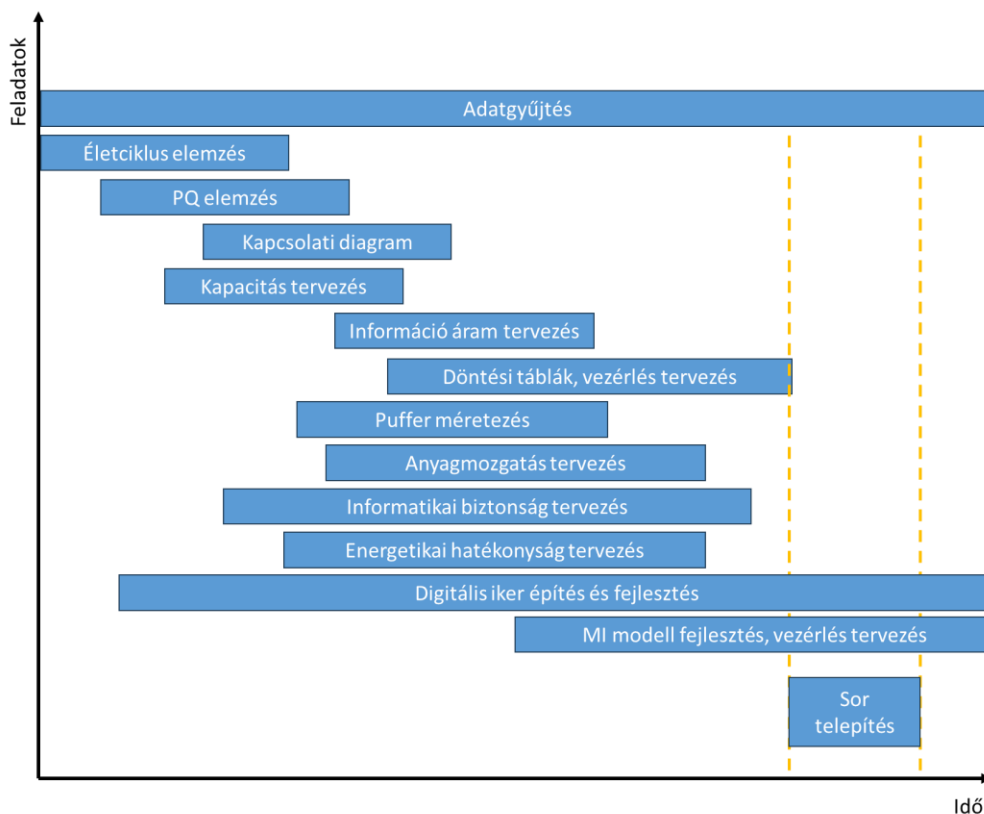 Feladatok
Adatgyűjtés
Életciklus elemzés
PQ elemzés
Kapcsolati diagram
Kapacitás tervezés
Információ áram tervezés
Döntési táblák, vezérlés tervezés
Puffer méretezés
Anyagmozgatás tervezés
Informatikai biztonság tervezés
Energetikai hatékonyság tervezés
Digitális iker építés és fejlesztés
MI modell fejlesztés, vezérlés tervezés
Sor
telepítés
Idő